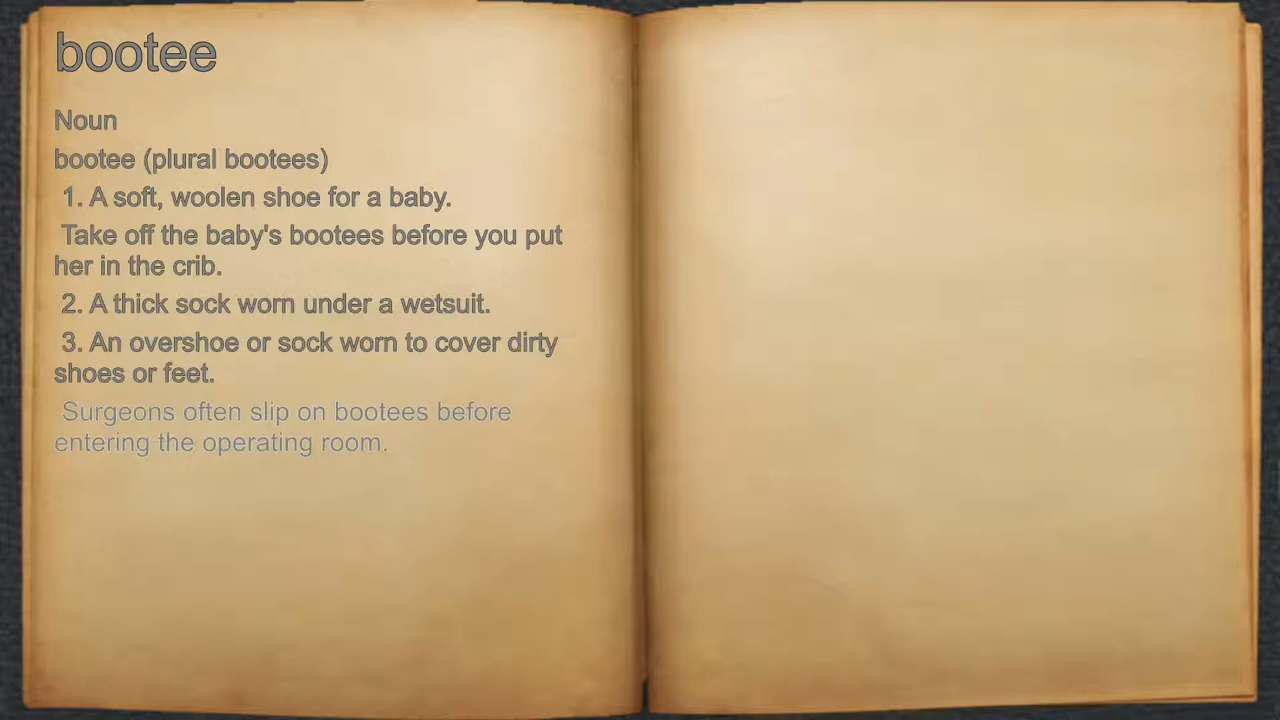 bootee
Noun
bootee (plural bootees)
1. A soft, woolen shoe for a baby.
Take off the baby's bootees before you put
her in the crib.
2. A thick sock worn under a wetsuit.
3. An overshoe or sock worn to cover dirty
shoes or feet.
Surgeons often slip on bootees before
entering the operating room.